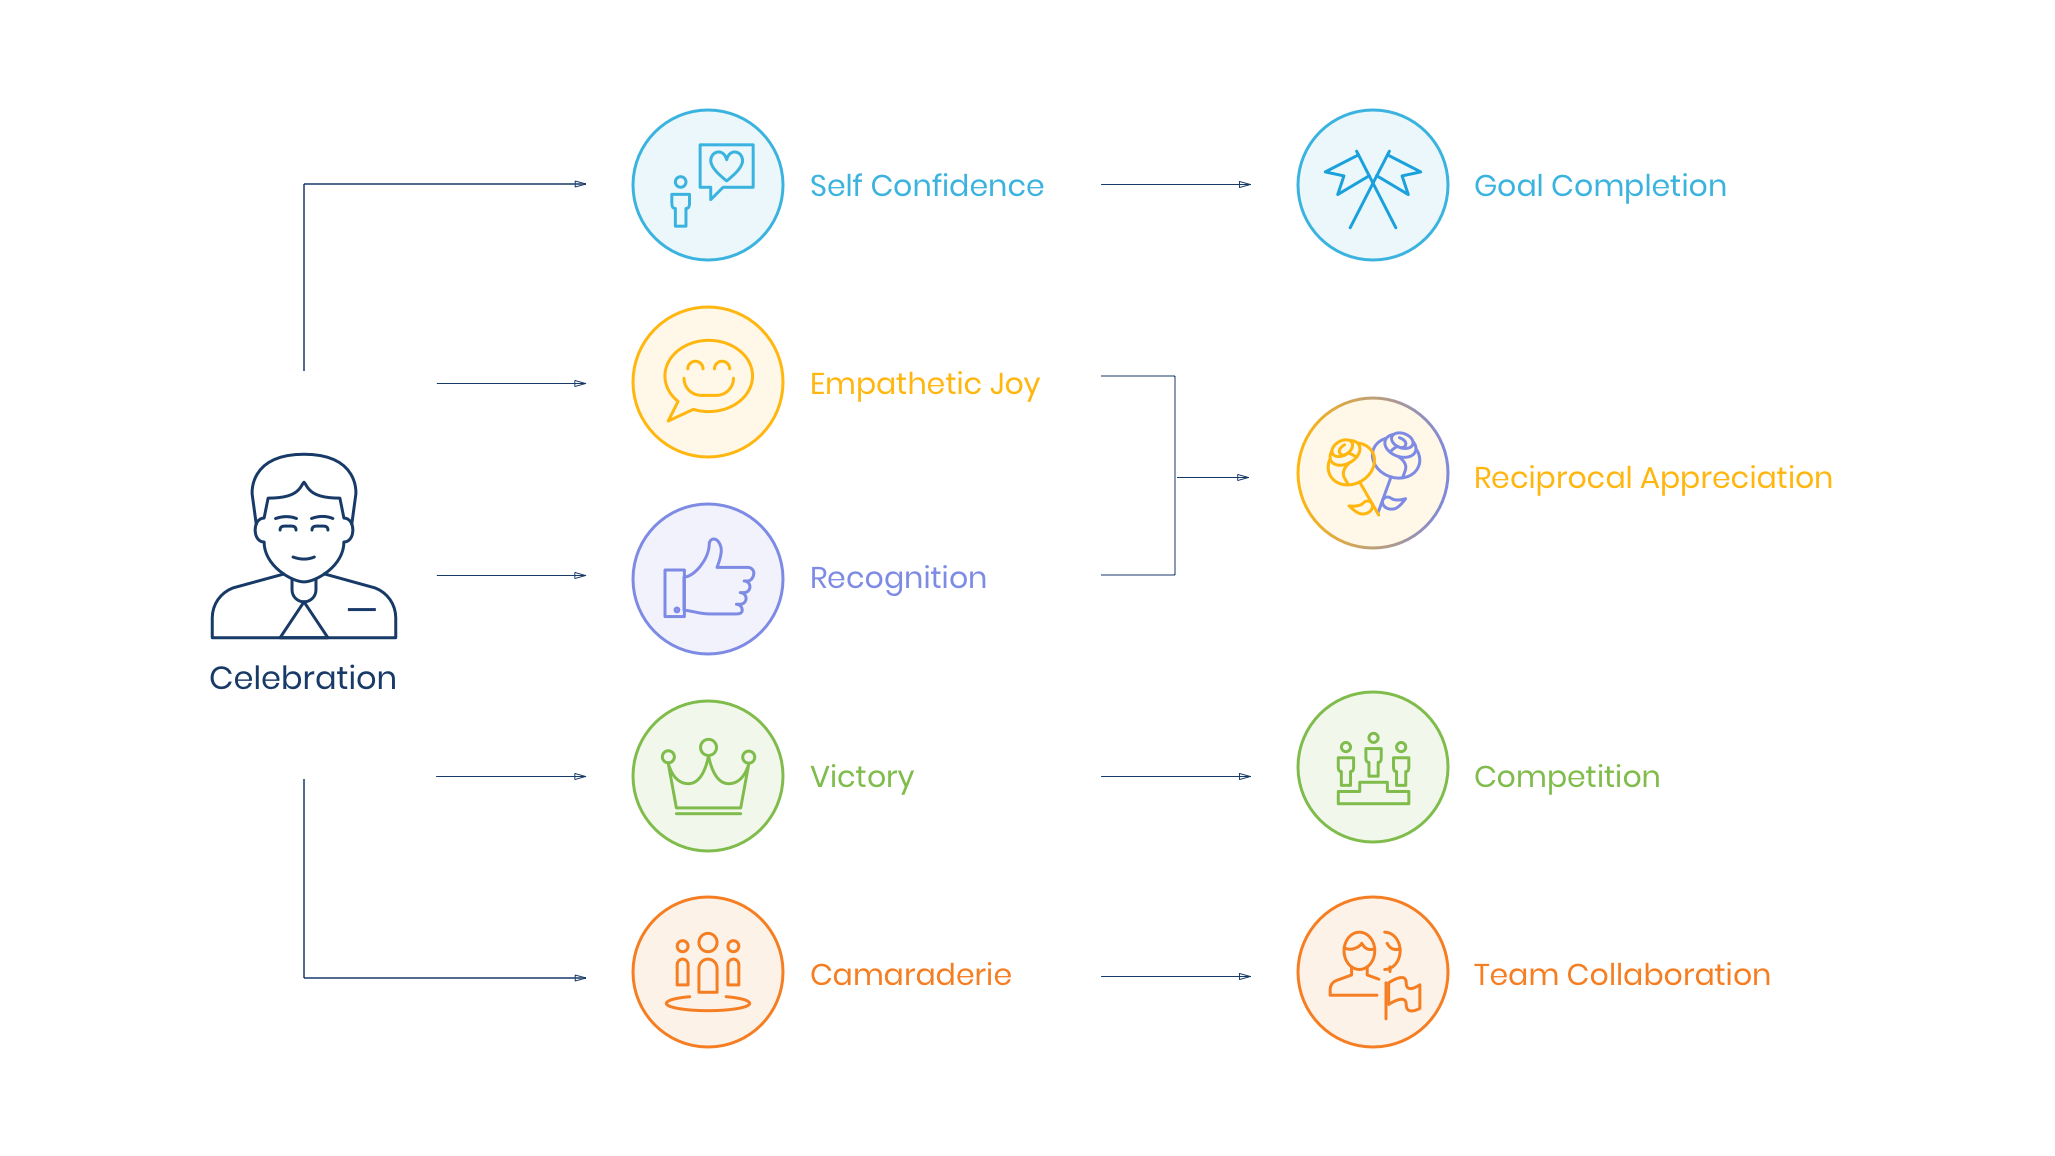 Self Confidence
Goal Completion
Empathetic Joy
Reciprocal Appreciation
Recognition
Celebration
Victory
Competition
Camaraderie
Team Collaboration